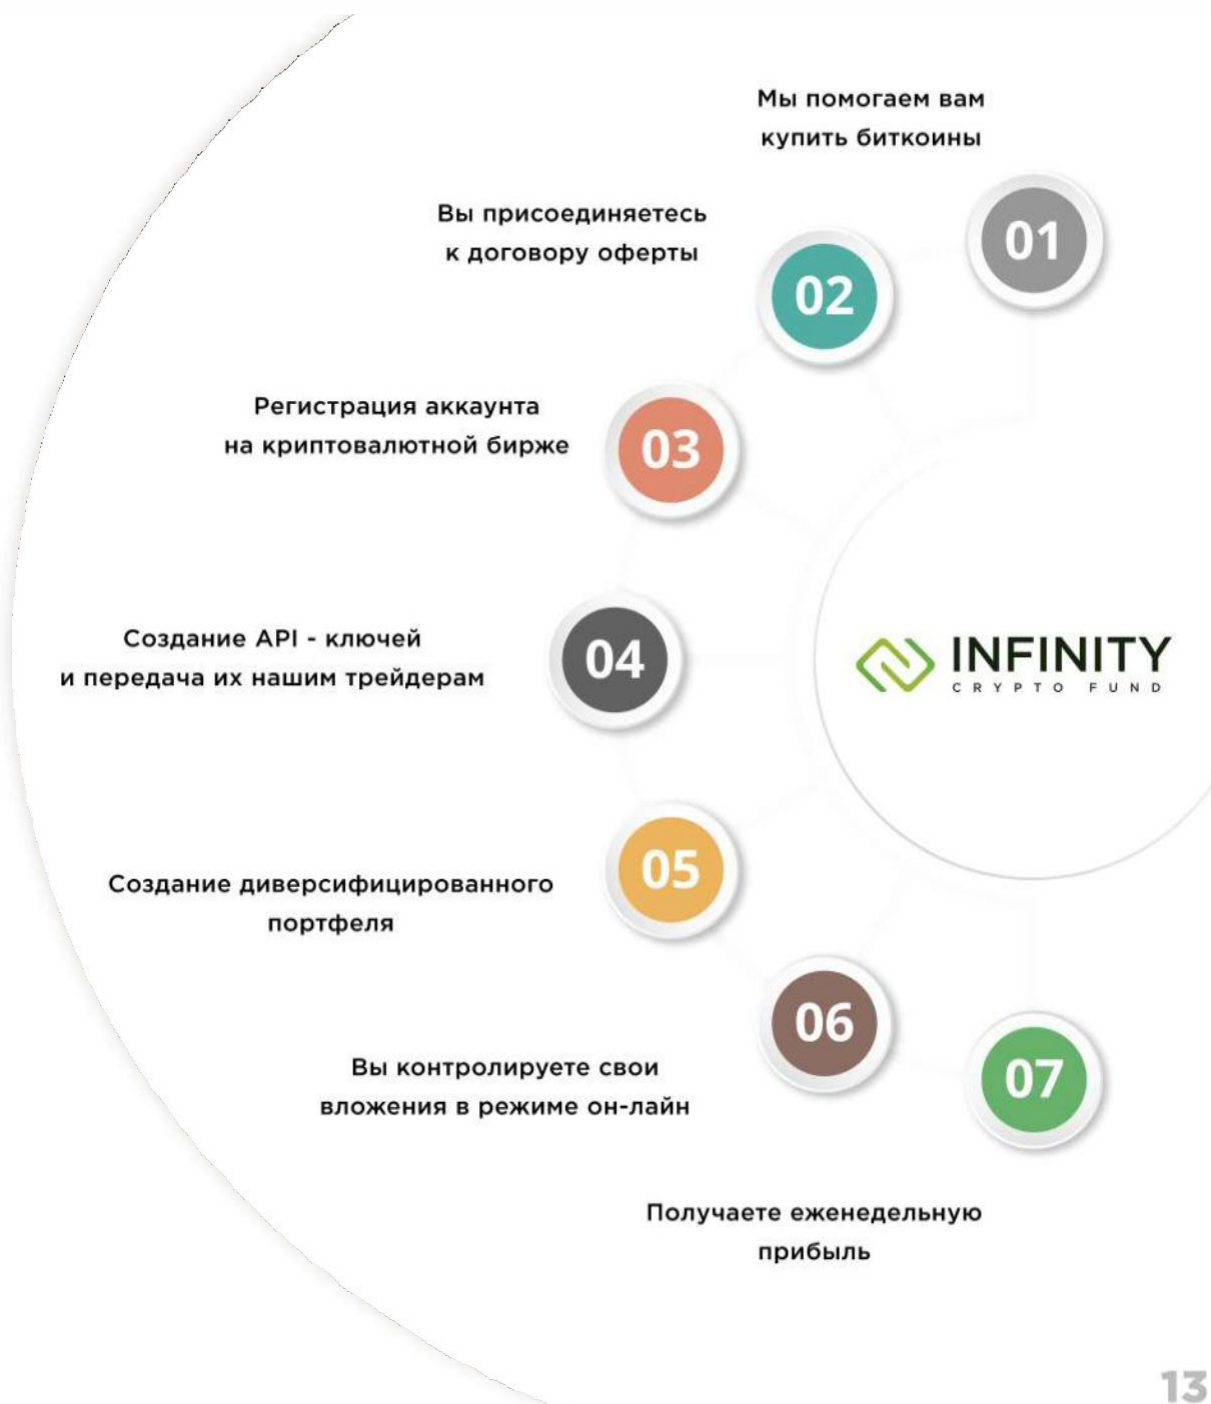 Мы помогаем вам
купить биткоины
01
Вы присоединяетесь
к договору оферты
02
Регистрация аккаунта
на криптовалютной бирже
03
Создание API - ключей
и передача их нашим трейдерам
04
INFINITY
CRYPTO FUND
Создание диверсифицированного
портфеля
05
Вы контролируете свои
вложения в режиме он-лайн
06
07
Получаете еженедельную
прибыль
13